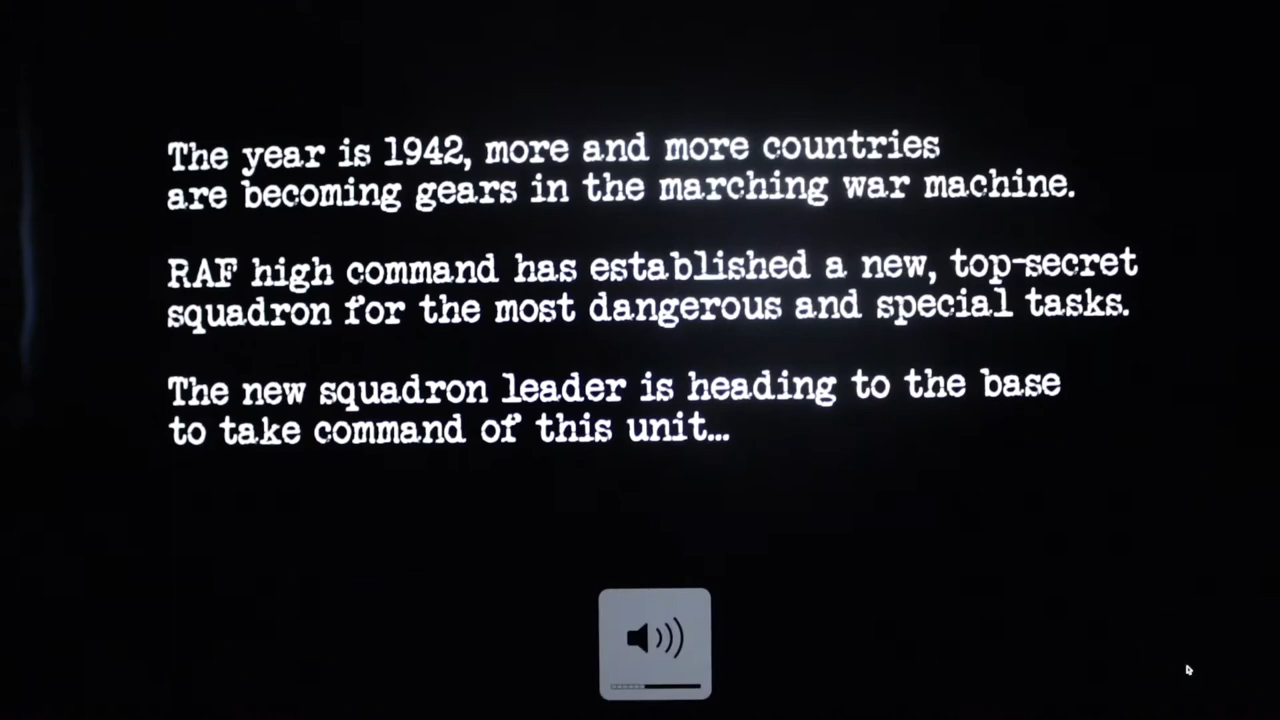 The year is 1942, more and more countries
are becoming gears in the marching war machine.
RAF high command has established a new, top-secret
squadron for the most dangerous and special tasks.
The new squadron leader is heading to the base
to take command of this unit...